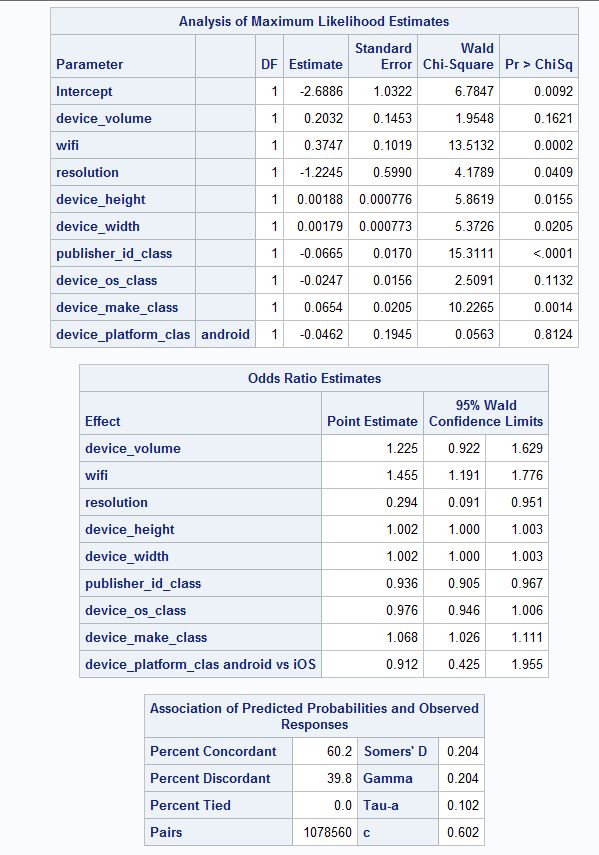 Analysis of Maximum Likelihood Estimates
Parameter DF Estimate Standard Error Wald Chi-Square Pr > ChiSq
Intercept 1 -2.6886 1.0322 6.7847 0.0092
device_volume 1 0.2032 0.1453 1.9548 0.1621
wifi 1 0.3747 0.1019 13.5132 0.0002
resolution 1 -1.2245 0.5990 4.1789 0.0409
device_height 1 0.00188 0.000776 5.8619 0.0155
device_width 1 0.00179 0.000773 5.3726 0.0205
publisher_id_class 1 -0.0665 0.0170 15.3111 <.0001
device_os_class 1 -0.0247 0.0156 2.5091 0.1132
device_make_class 1 0.0654 0.0205 10.2265 0.0014
device_platform_clas android 1 -0.0462 0.1945 0.0563 0.8124
Odds Ratio Estimates
Effect Point Estimate 95% Wald Confidence Limits
device_volume 1.225 0.922 1.629
wifi 1.455 1.191 1.776
resolution 0.294 0.091 0.951
device_height 1.002 1.000 1.003
device_width 1.002 1.000 1.003
publisher_id_class 0.936 0.905 0.967
device_os_class 0.976 0.946 1.006
device_make_class 1.068 1.026 1.111
device_platform_clas android vs iOS 0.912 0.425 1.955
Association of Predicted Probabilities and Observed
Responses
Percent Concordant 60.2 Somers' D 0.204
Percent Discordant 39.8 Gamma 0.204
Percent Tied 0.0 Tau-a 0.102
Pairs 1078560 c 0.602